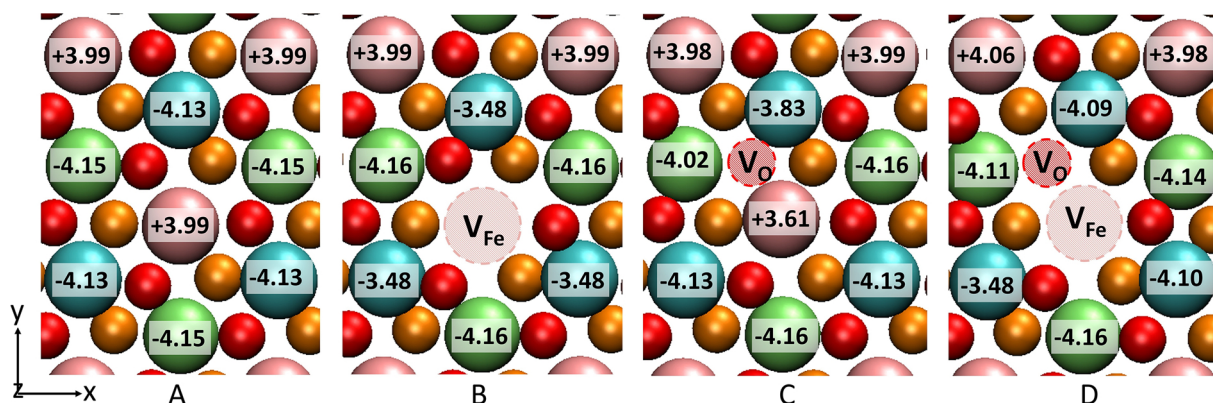 +3.99 +3.99
-4.13
-4.15 -4.15
+3.99
-4.13 -4.13
-4.15
A
+3.99 +3.99
-3.48
-4.16 -4.16
VFe
-3.48 -3.48
-4.16
B
+3.98 +3.99
-3.83
-4.02 VO -4.16
+3.61
-4.13 -4.13
-4.16
C
+4.06 +3.98
-4.09
-4.11 VO -4.14
VFe
-3.48 -4.10
-4.16
D
y
z x